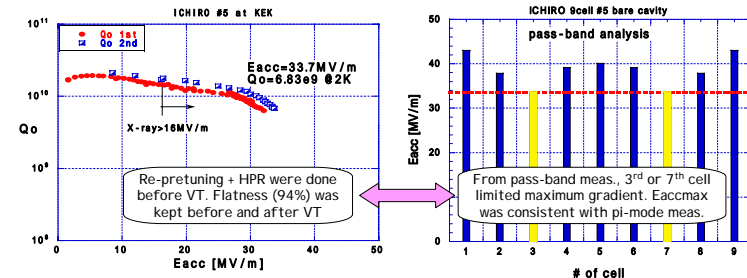 ICHIRO #5 at KEK
10^11
Qo 1st
Qo 2nd
Eacc=33.7MV/m
Qo=6.83e9 @2K
10^10
X-ray>16MV/m
Qo
10^9
Re-pretuning + HPR were done
before VT. Flatness (94%) was
kept before and after VT
10^8
0 10 20 30 40 50
Eacc [MV/m]
ICHIRO 9cell #5 bare cavity
50
pass-band analysis
40
30
Eacc [MV/m]
20
From pass-band meas., 3rd or 7th cell
limited maximum gradient. Eaccmax
was consistent with pi-mode meas.
10
0
1 2 3 4 5 6 7 8 9
# of cell